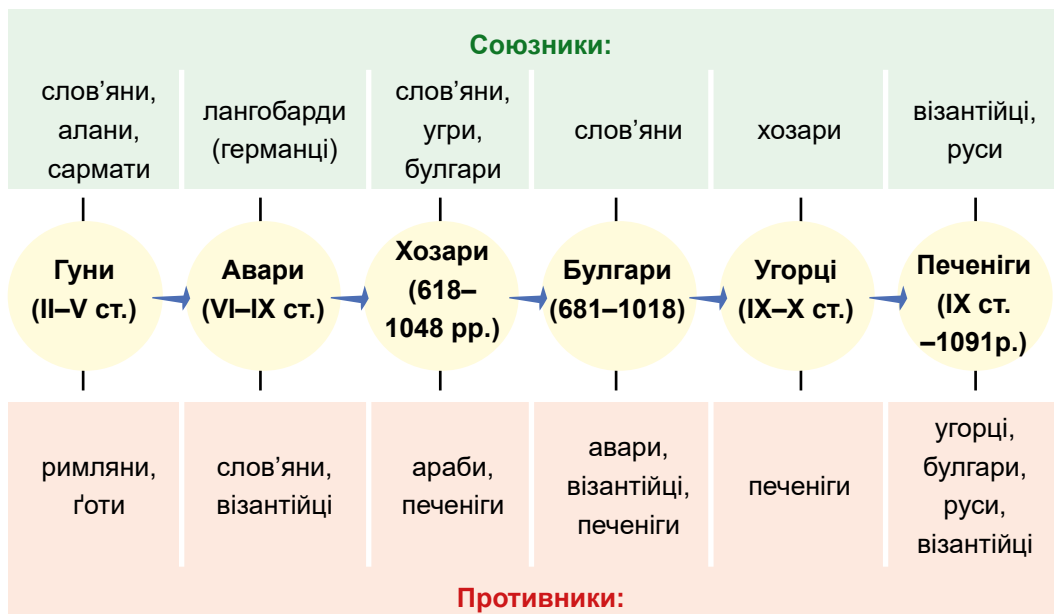 Союзники:
слов’яни,
алани,
сармати
лангобарди
(германці)
слов’яни,
угри,
булгари
слов’яни
хозари
візантійці,
руси
Гуни
(ІІ–V ст.)
Авари
(VI–IX ст.)
Хозари
(618–
1048 рр.)
Булгари
(681–1018)
Угорці
(IX–X ст.)
Печеніги
(IX ст.
–1091р.)
римляни,
ґоти
слов’яни,
візантійці
араби,
печеніги
авари,
візантійці,
печеніги
печеніги
угорці,
булгари,
руси,
візантійці
Противники: